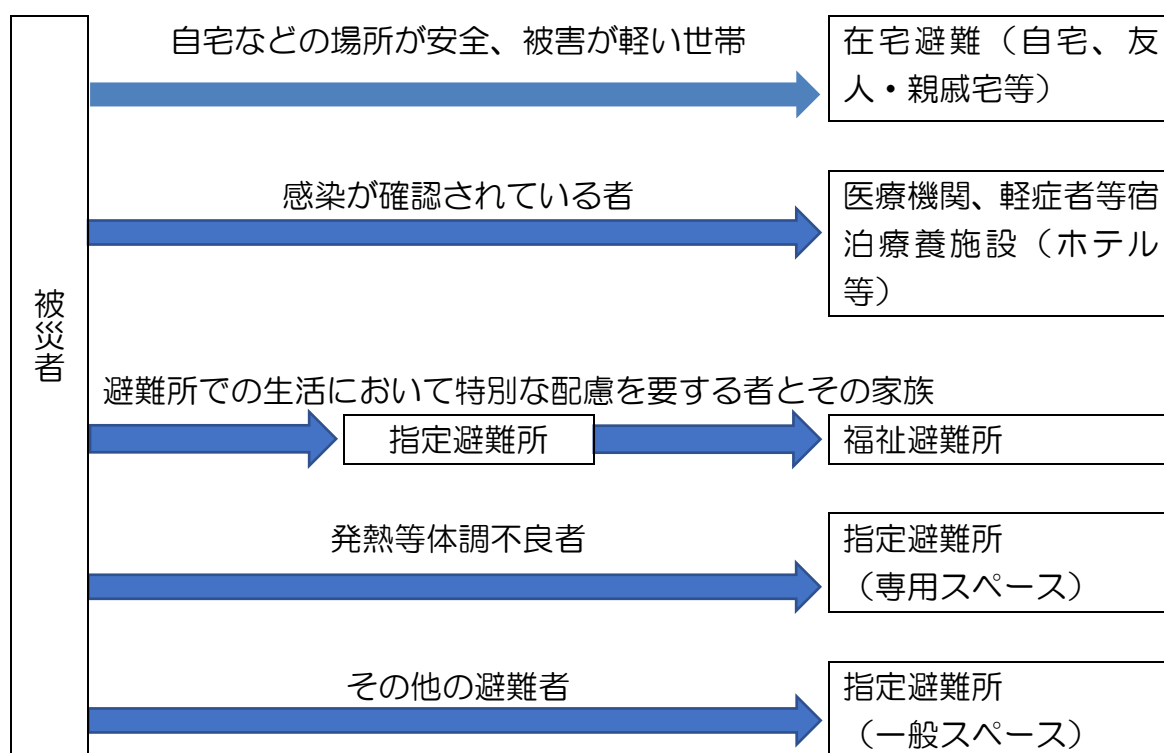 被災者
自宅などの場所が安全、被害が軽い世帯
在宅避難（自宅、友
人・親戚宅等）
感染が確認されている者
医療機関、軽症者等宿
泊療養施設（ホテル
等）
避難所での生活において特別な配慮を要する者とその家族
指定避難所
福祉避難所
発熱等体調不良者
指定避難所
（専用スペース）
その他の避難者
指定避難所
（一般スペース）